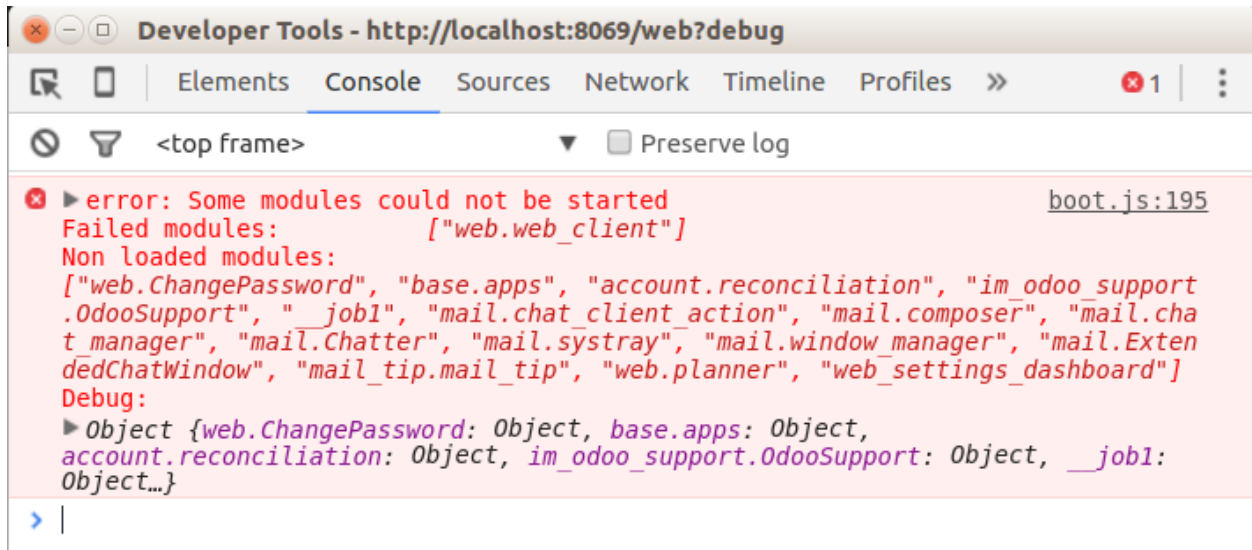 Developer Tools - http://localhost:8069/web?debug
Elements Console Sources Network Timeline Profiles » 1
<top frame> ▼ Preserve log
▶ error: Some modules could not be started boot.js:195
Failed modules: ["web.web_client"]
Non loaded modules:
["web.ChangePassword", "base.apps", "account.reconciliation", "im_odoo_support
.OdooSupport", "__job1", "mail.chat_client_action", "mail.composer", "mail.cha
t_manager", "mail.Chatter", "mail.systray", "mail.window_manager", "mail.Exten
dedChatWindow", "mail_tip.mail_tip", "web.planner", "web_settings_dashboard"]
Debug:
▶ Object {web.ChangePassword: Object, base.apps: Object,
account.reconciliation: Object, im_odoo_support.OdooSupport: Object, __job1:
Object…}
>